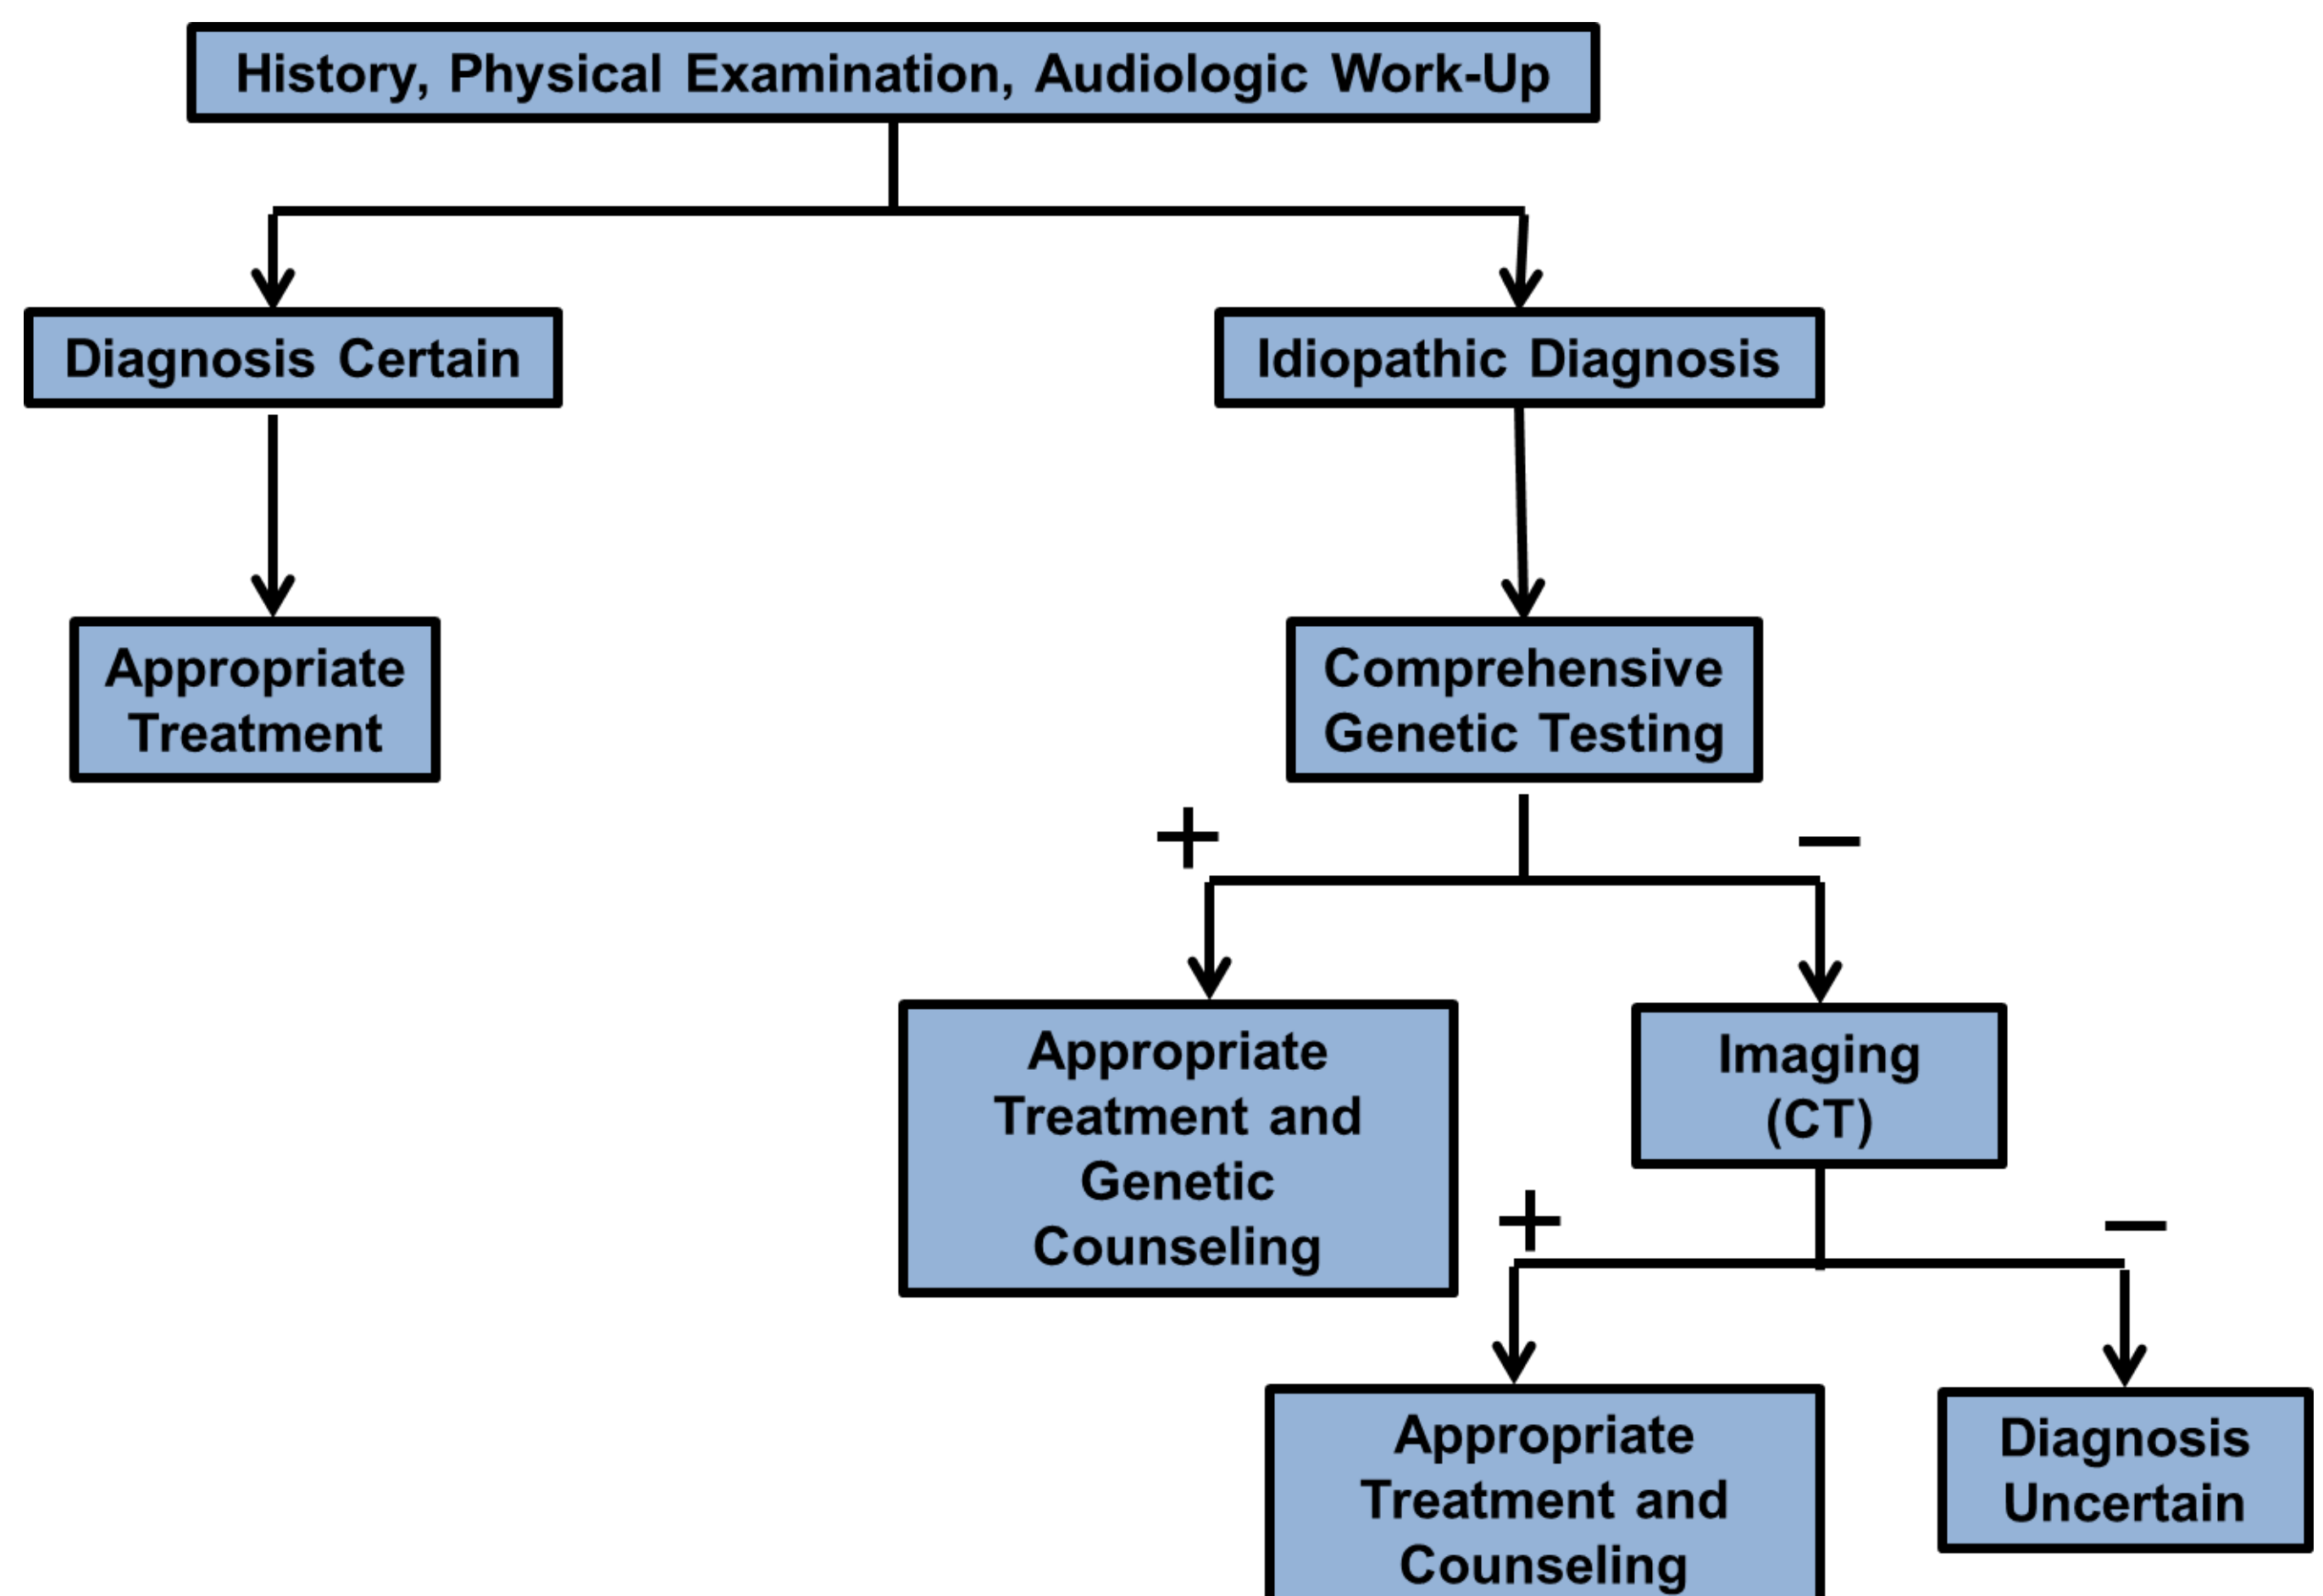 History, Physical Examination, Audiologic Work-Up
Diagnosis Certain
Idiopathic Diagnosis
Appropriate
Treatment
Comprehensive
Genetic Testing
+
–
Appropriate
Treatment and
Genetic
Counseling
Imaging
(CT)
+
–
Appropriate
Treatment and
Counseling
Diagnosis
Uncertain